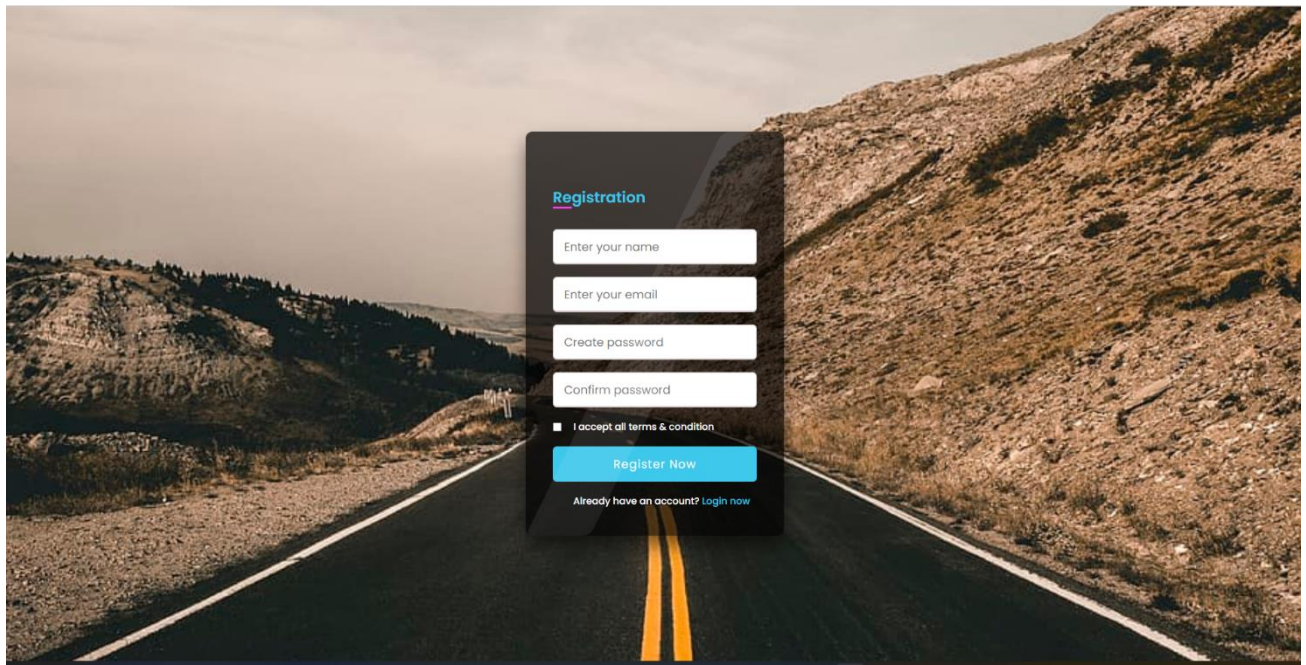 Registration
Enter your name
Enter your email
Create password
Confirm password
I accept all terms & condition
Register Now
Already have an account? Login now